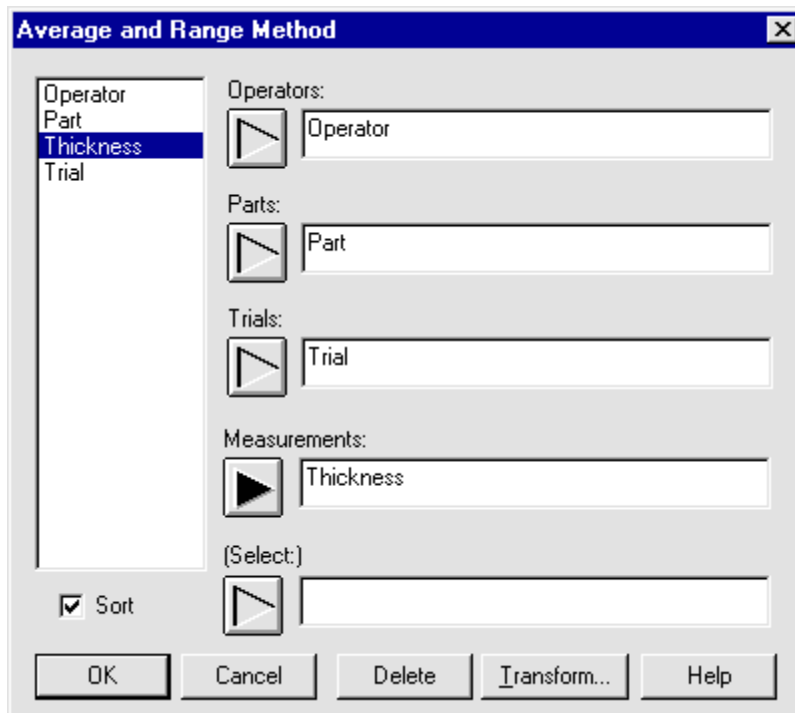 Average and Range Method
Operator
Part
Thickness
Trial
Operators:
Operator
Parts:
Part
Trials:
Trial
Measurements:
Thickness
(Select:)
Sort
OK
Cancel
Delete
Transform...
Help